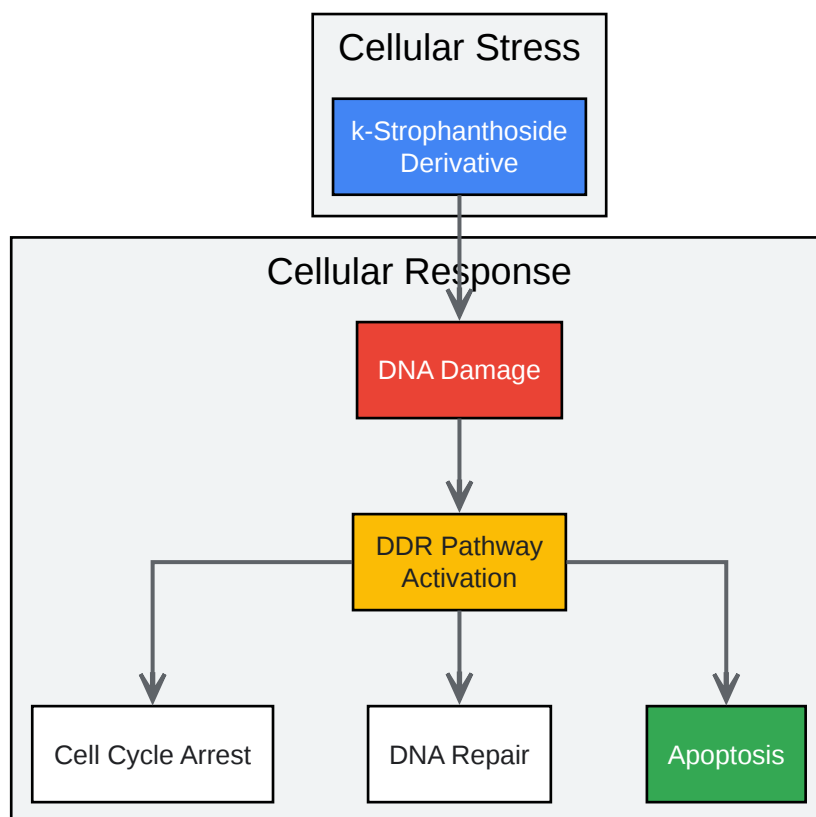 Cellular Stress
k-Strophanthoside
Derivative
Cellular Response
DNA Damage
DDR Pathway
Activation
Cell Cycle Arrest
DNA Repair
Apoptosis